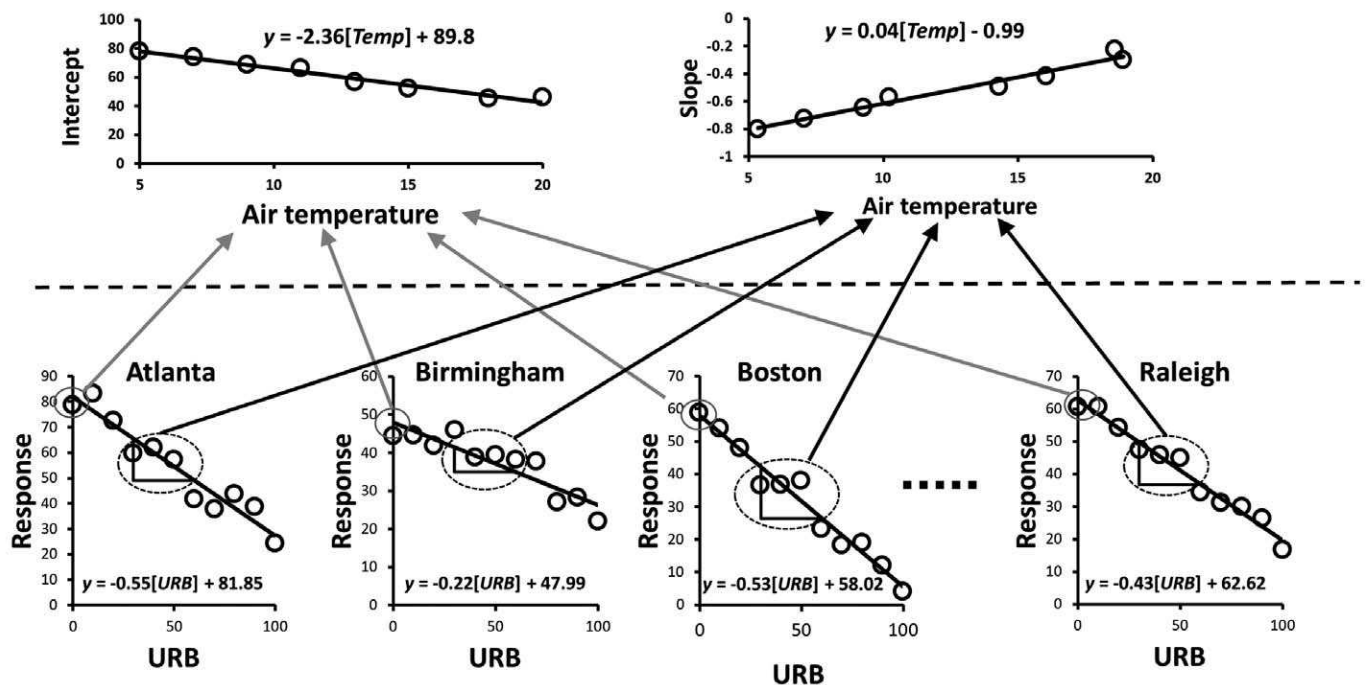 y = -2.36[Temp] + 89.8
Intercept
100
80
60
40
20
0
5
10
15
20
Air temperature
y = 0.04[Temp] - 0.99
Slope
0
-0.2
-0.4
-0.6
-0.8
-1
5
10
15
20
Air temperature
Atlanta
Response
90
80
70
60
50
40
30
20
10
0
y = -0.55[URB] + 81.85
0
50
100
URB
Birmingham
Response
60
50
40
30
20
10
0
y = -0.22[URB] + 47.99
0
50
100
URB
Boston
Response
70
60
50
40
30
20
10
0
y = -0.53[URB] + 58.02
0
50
100
URB
Raleigh
Response
70
60
50
40
30
20
10
0
y = -0.43[URB] + 62.62
0
50
100
URB